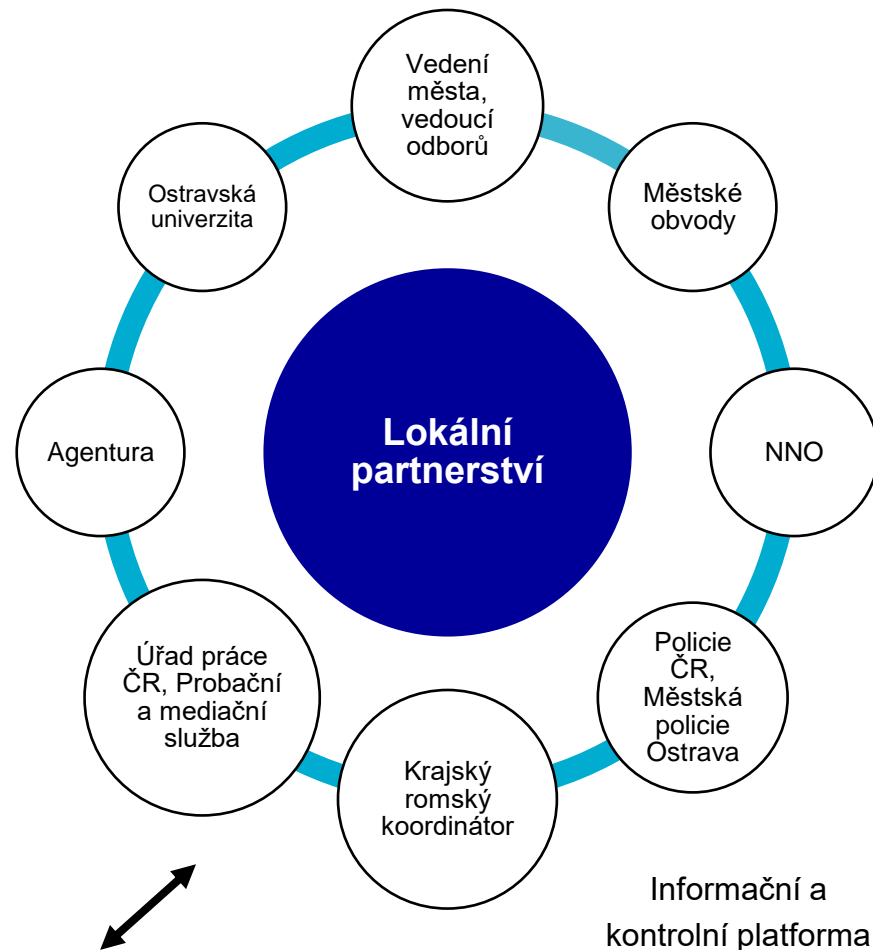 Vedení
města,
vedoucí
odborů
Městské
obvody
NNO
Policie
ČR,
Městská
policie
Ostrava
Krajský
romský
koordinátor
Úřad práce
ČR, Probační
a mediační
služba
Agentura
Ostravská
univerzita
Lokální
partnerství
Informační a
kontrolní platforma